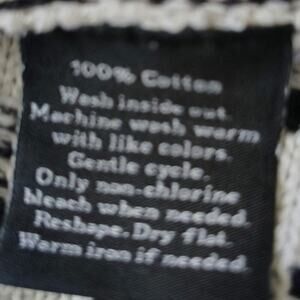 100% Cotton
Wash inside out.
Machine wash warm
with like colors.
Gentle cycle.
Only non-chlorine
bleach when needed.
Reshape. Dry flat.
Warm iron if needed.